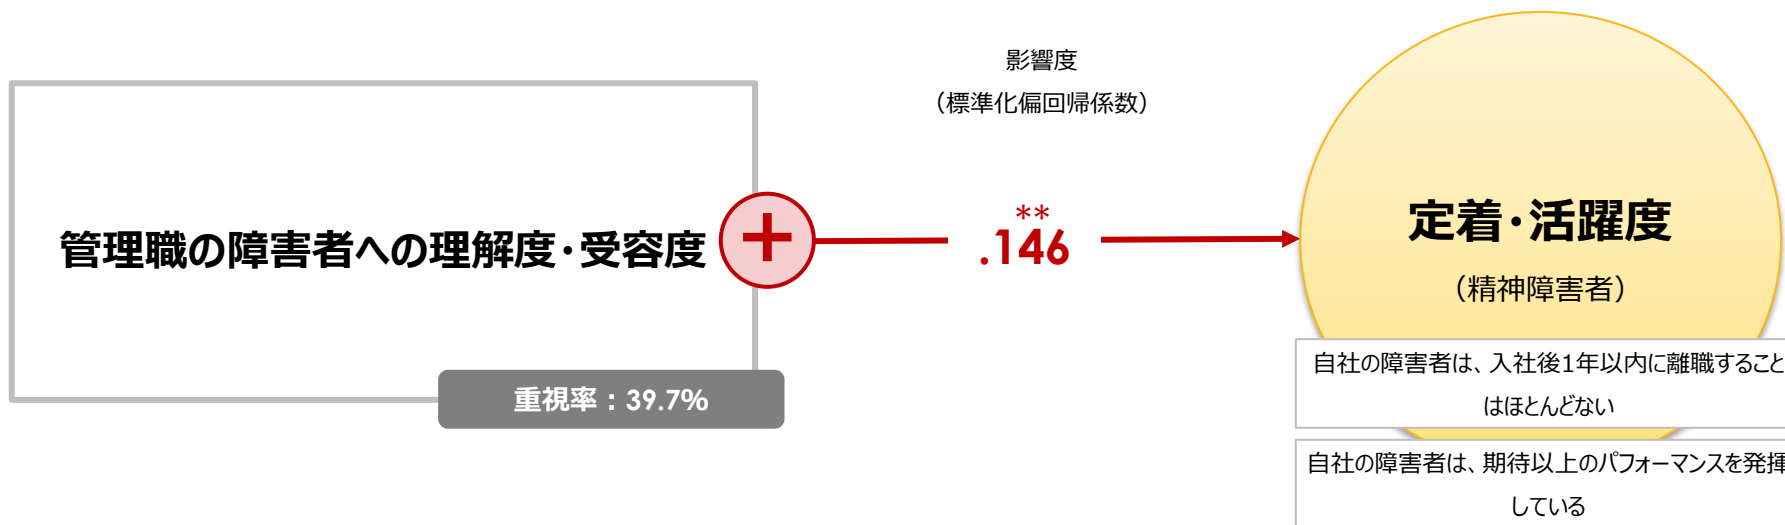 影響度
（標準化偏回帰係数）
管理職の障害者への理解度・受容度
+
**
.146
定着・活躍度
（精神障害者）
重視率：39.7%
自社の障害者は、入社後1年以内に離職すること
はほとんどない
自社の障害者は、期待以上のパフォーマンスを発揮
している